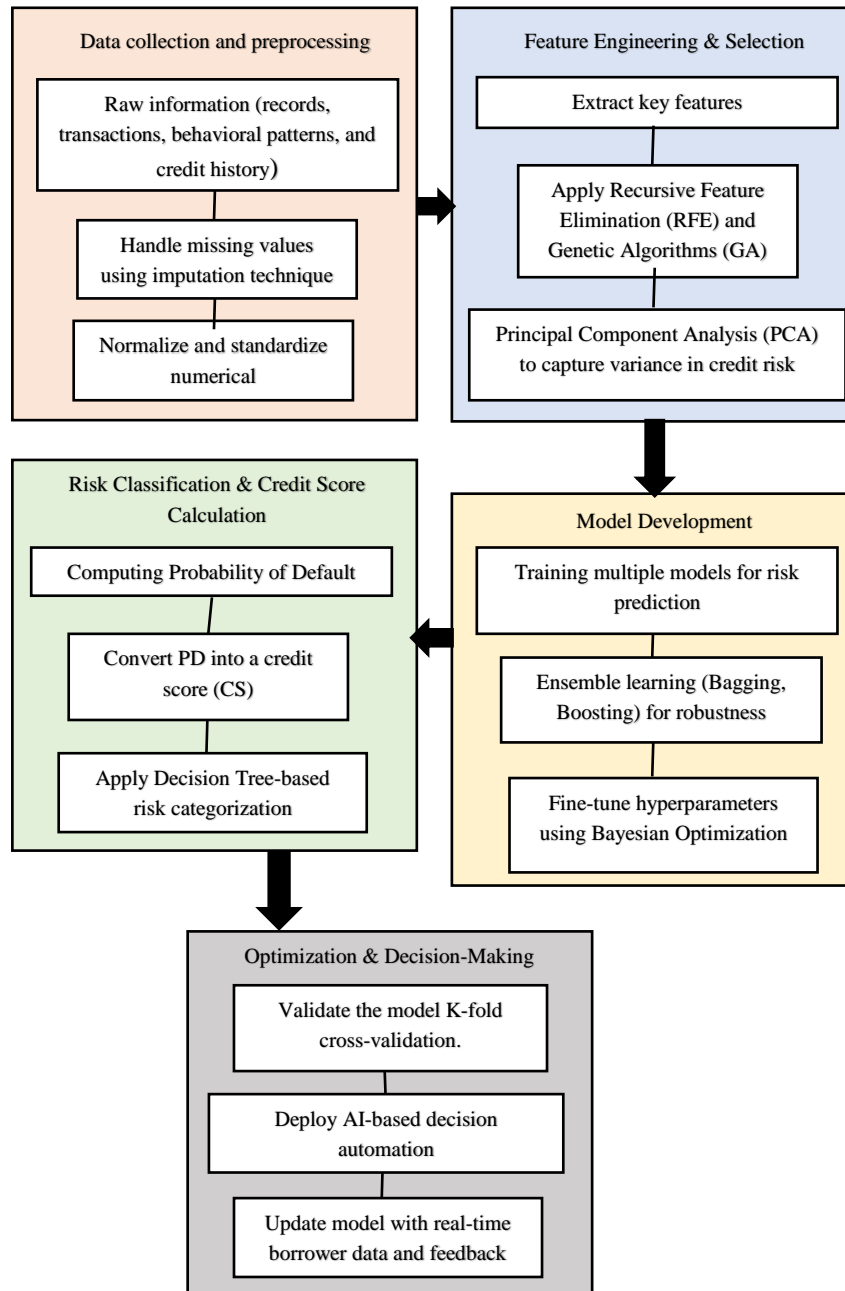 Data collection and preprocessing
Raw information (records,
transactions, behavioral patterns, and
credit history)
Handle missing values
using imputation technique
Normalize and standardize
numerical
Feature Engineering & Selection
Extract key features
Apply Recursive Feature
Elimination (RFE) and
Genetic Algorithms (GA)
Principal Component Analysis (PCA)
to capture variance in credit risk
Model Development
Training multiple models for risk
prediction
Ensemble learning (Bagging,
Boosting) for robustness
Fine-tune hyperparameters
using Bayesian Optimization
Risk Classification & Credit Score
Calculation
Computing Probability of Default
Convert PD into a credit
score (CS)
Apply Decision Tree-based
risk categorization
Optimization & Decision-Making
Validate the model K-fold
cross-validation.
Deploy AI-based decision
automation
Update model with real-time
borrower data and feedback